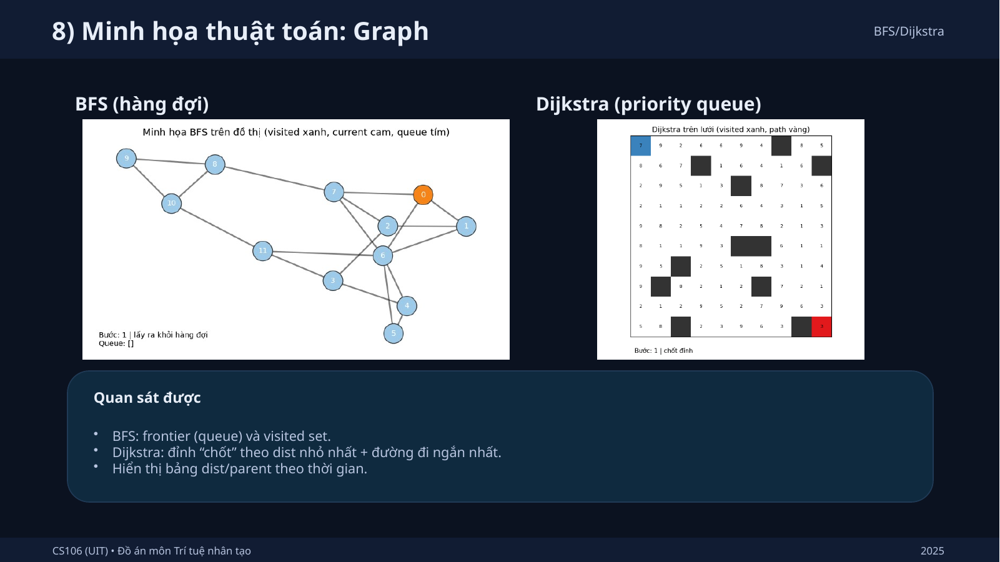 8) Minh họa thuật toán: Graph
BFS/Dijkstra
BFS (hàng đợi)
Minh họa BFS trên đồ thị (visited xanh, current cam, queue tím)
9
8
7
0
10
2
1
11
6
3
4
5
Bước: 1 | lấy ra khỏi hàng đợi
Queue: []
Dijkstra (priority queue)
Dijkstra trên lưới (visited xanh, path vàng)
7 9 2 6 6 9 4 8 5
8 6 7 1 6 4 1 6
2 9 5 1 3 8 7 3 6
2 1 1 2 2 6 4 3 1 5
9 8 2 5 4 7 8 2 1 3
8 1 1 9 3 6 1 1
9 5 2 5 1 8 3 1 4
9 8 2 1 2 7 2 1
2 1 2 9 5 2 7 9 6 3
5 8 2 3 9 6 3 3
Bước: 1 | chốt đỉnh
Quan sát được
• BFS: frontier (queue) và visited set.
• Dijkstra: đỉnh “chốt” theo dist nhỏ nhất + đường đi ngắn nhất.
• Hiển thị bảng dist/parent theo thời gian.
CS106 (UIT) • Đồ án môn Trí tuệ nhân tạo
2025